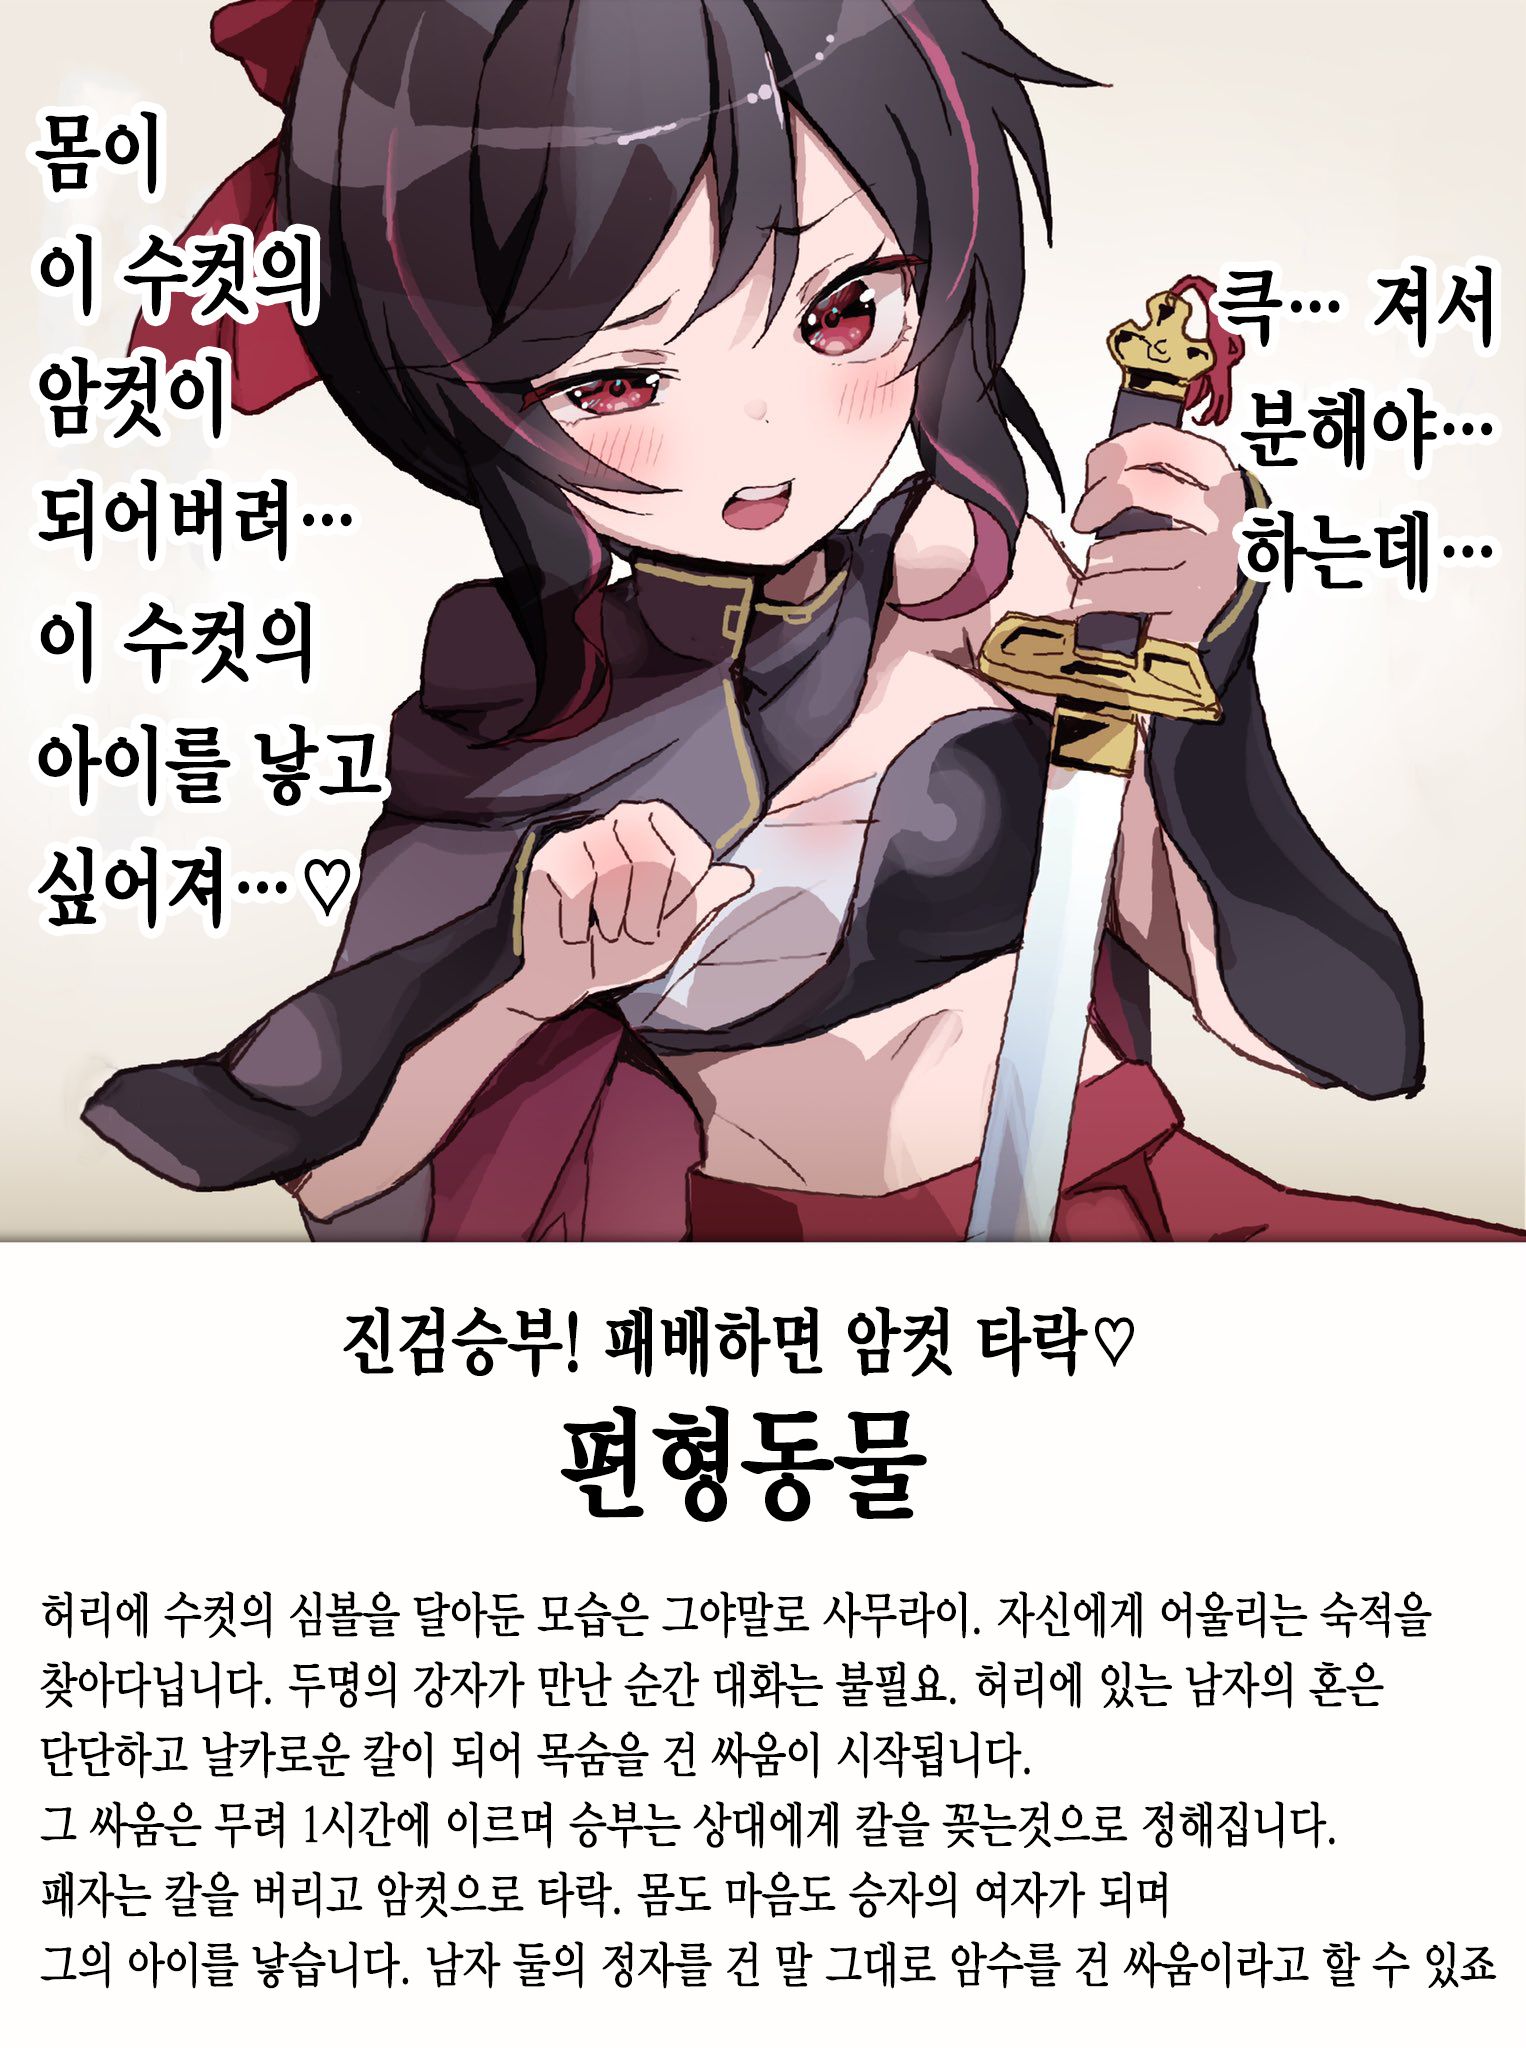 큭… 져서
분해야…
하는데…
몸이
이 수컷의
암컷이
되어버려…
이 수컷의
아이를 낳고
싶어져…♡
진검승부! 패배하면 암컷 타락♡
편형동물
허리에 수컷의 심볼을 달아둔 모습은 그야말로 사무라이. 자신에게 어울리는 숙적을
찾아다닙니다. 두명의 강자가 만난 순간 대화는 불필요. 허리에 있는 남자의 혼은
단단하고 날카로운 칼이 되어 목숨을 건 싸움이 시작됩니다.
그 싸움은 무려 1시간에 이르며 승부는 상대에게 칼을 꽂는것으로 정해집니다.
패자는 칼을 버리고 암컷으로 타락. 몸도 마음도 승자의 여자가 되며
그의 아이를 낳습니다. 남자 둘의 정자를 건 말 그대로 암수를 건 싸움이라고 할 수 있죠